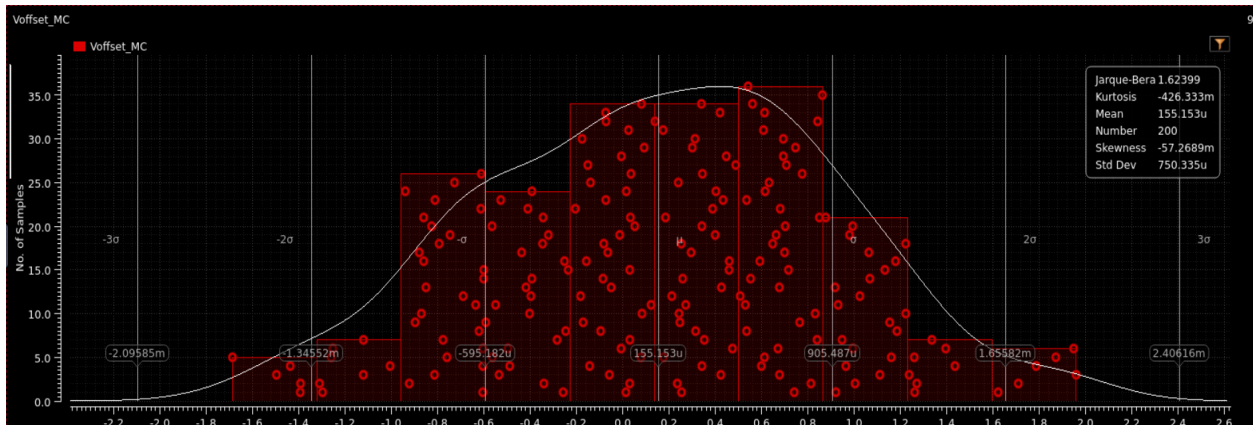 Voffset_MC
9
Voffset_MC
Jarque-Bera 1.62399
Kurtosis -426.333m
Mean 155.153u
Number 200
Skewness -57.2689m
Std Dev 750.335u
No. of Samples
35.0
30.0
25.0
20.0
15.0
10.0
5.0
0.0
-3σ -2σ -σ μ σ 2σ 3σ
-2.09585m -1.34552m -595.182u 155.153u 905.487u 1.65582m 2.40616m
-2.2 -2.0 -1.8 -1.6 -1.4 -1.2 -1.0 -0.8 -0.6 -0.4 -0.2 0.0 0.2 0.4 0.6 0.8 1.0 1.2 1.4 1.6 1.8 2.0 2.2 2.4 2.6